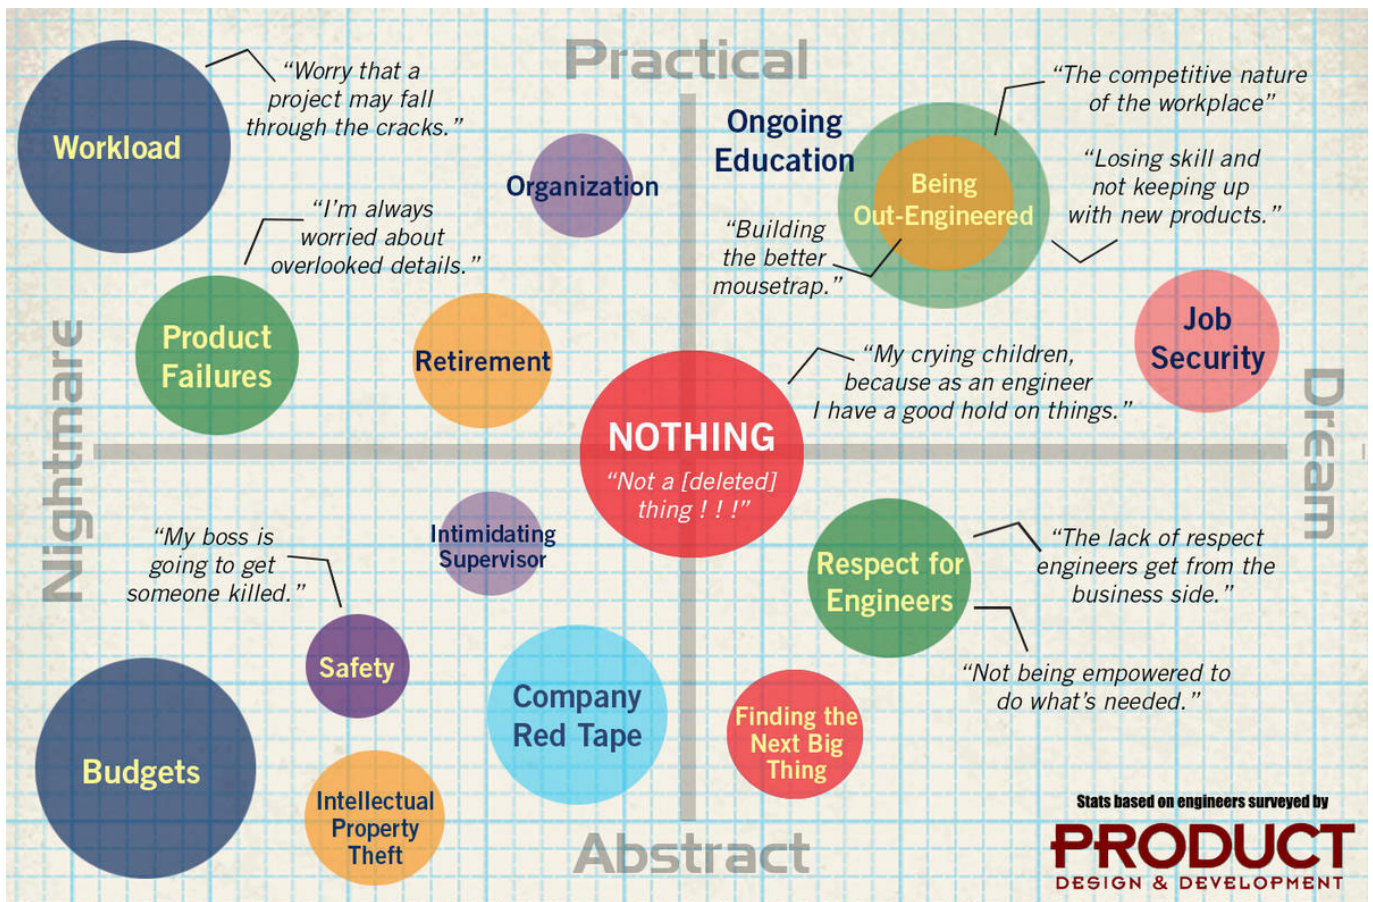 Practical
“Worry that a
project may fall
through the cracks.”
Workload
Organization
“I’m always
worried about
overlooked details.”
Product
Failures
Retirement
Ongoing
Education
“The competitive nature
of the workplace”
Being
Out-Engineered
“Losing skill and
not keeping up
with new products.”
“Building
the better
mousetrap.”
Job
Security
“My crying children,
because as an engineer
I have a good hold on things.”
NOTHING
“Not a [deleted]
thing ! ! !”
Nightmare
Dream
Intimidating
Supervisor
“My boss is
going to get
someone killed.”
Safety
Budgets
Company
Red Tape
Intellectual
Property
Theft
Respect for
Engineers
“The lack of respect
engineers get from the
business side.”
“Not being empowered to
do what’s needed.”
Finding the
Next Big
Thing
Abstract
Stats based on engineers surveyed by
PRODUCT
DESIGN & DEVELOPMENT